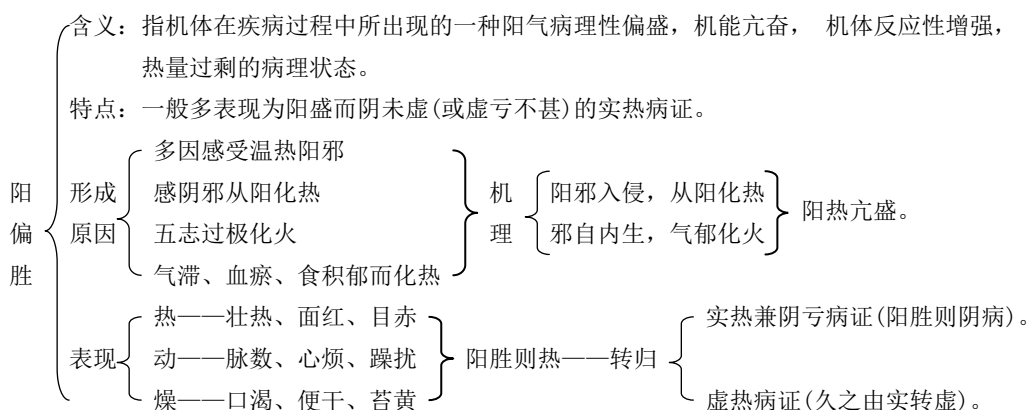 含义：指机体在疾病过程中所出现的一种阳气病理性偏盛，机能亢奋， 机体反应性增强，
热量过剩的病理状态。
特点：一般多表现为阳盛而阴未虚(或虚亏不甚)的实热病证。
多因感受温热阳邪
阳 形成 感阴邪从阳化热 机 阳邪入侵，从阳化热 阳热亢盛。
偏 原因 五志过极化火 理 邪自内生，气郁化火
胜 气滞、血瘀、食积郁而化热
热——壮热、面红、目赤 实热兼阴亏病证(阳胜则阴病)。
表现 动——脉数、心烦、躁扰 阳胜则热——转归
燥——口渴、便干、苔黄 虚热病证(久之由实转虚)。